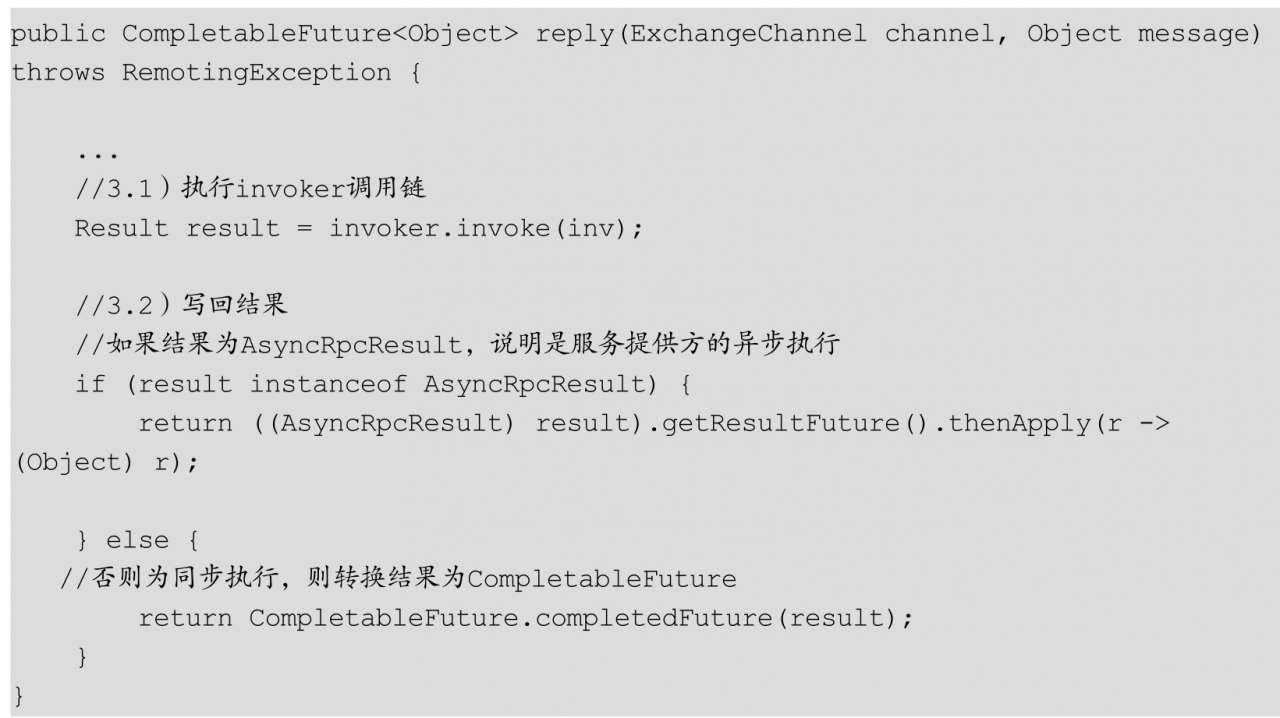 public CompletableFuture<Object> reply(ExchangeChannel channel, Object message)
throws RemotingException {
    ...
    //3.1）执行invoker调用链
    Result result = invoker.invoke(inv);
    //3.2）写回结果
    //如果结果为AsyncRpcResult，说明是服务提供方的异步执行
    if (result instanceof AsyncRpcResult) {
        return ((AsyncRpcResult) result).getResultFuture().thenApply(r ->
(Object) r);
    } else {
   //否则为同步执行，则转换结果为CompletableFuture
        return CompletableFuture.completedFuture(result);
    }
}